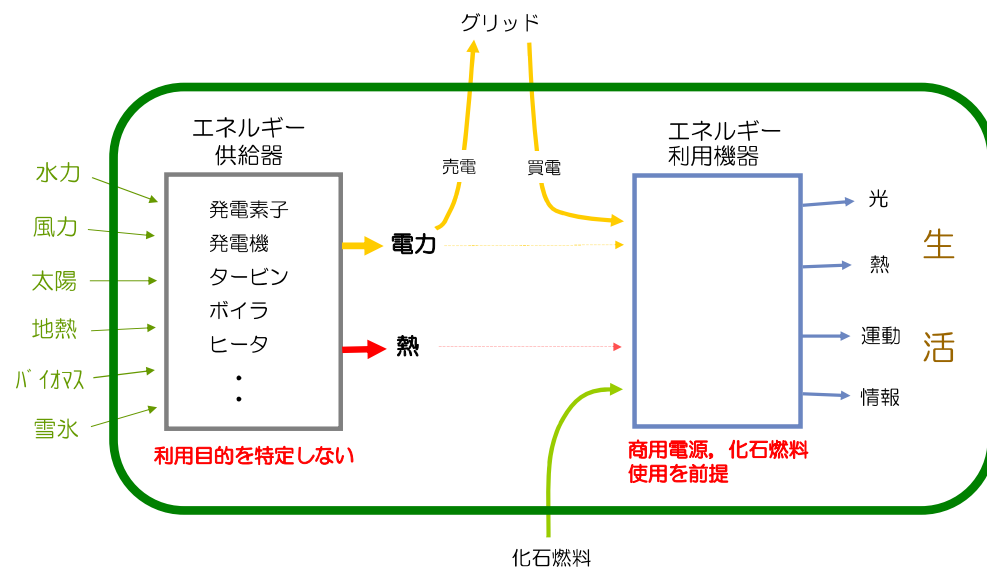 グリッド
エネルギー
供給器
エネルギー
利用機器
売電
買電
水力
風力
太陽
地熱
バイオマス
雪氷
発電素子
発電機
タービン
ボイラ
ヒータ
・
・
電力
熱
光
熱
運動
情報
生
活
利用目的を特定しない
商用電源，化石燃料
使用を前提
化石燃料